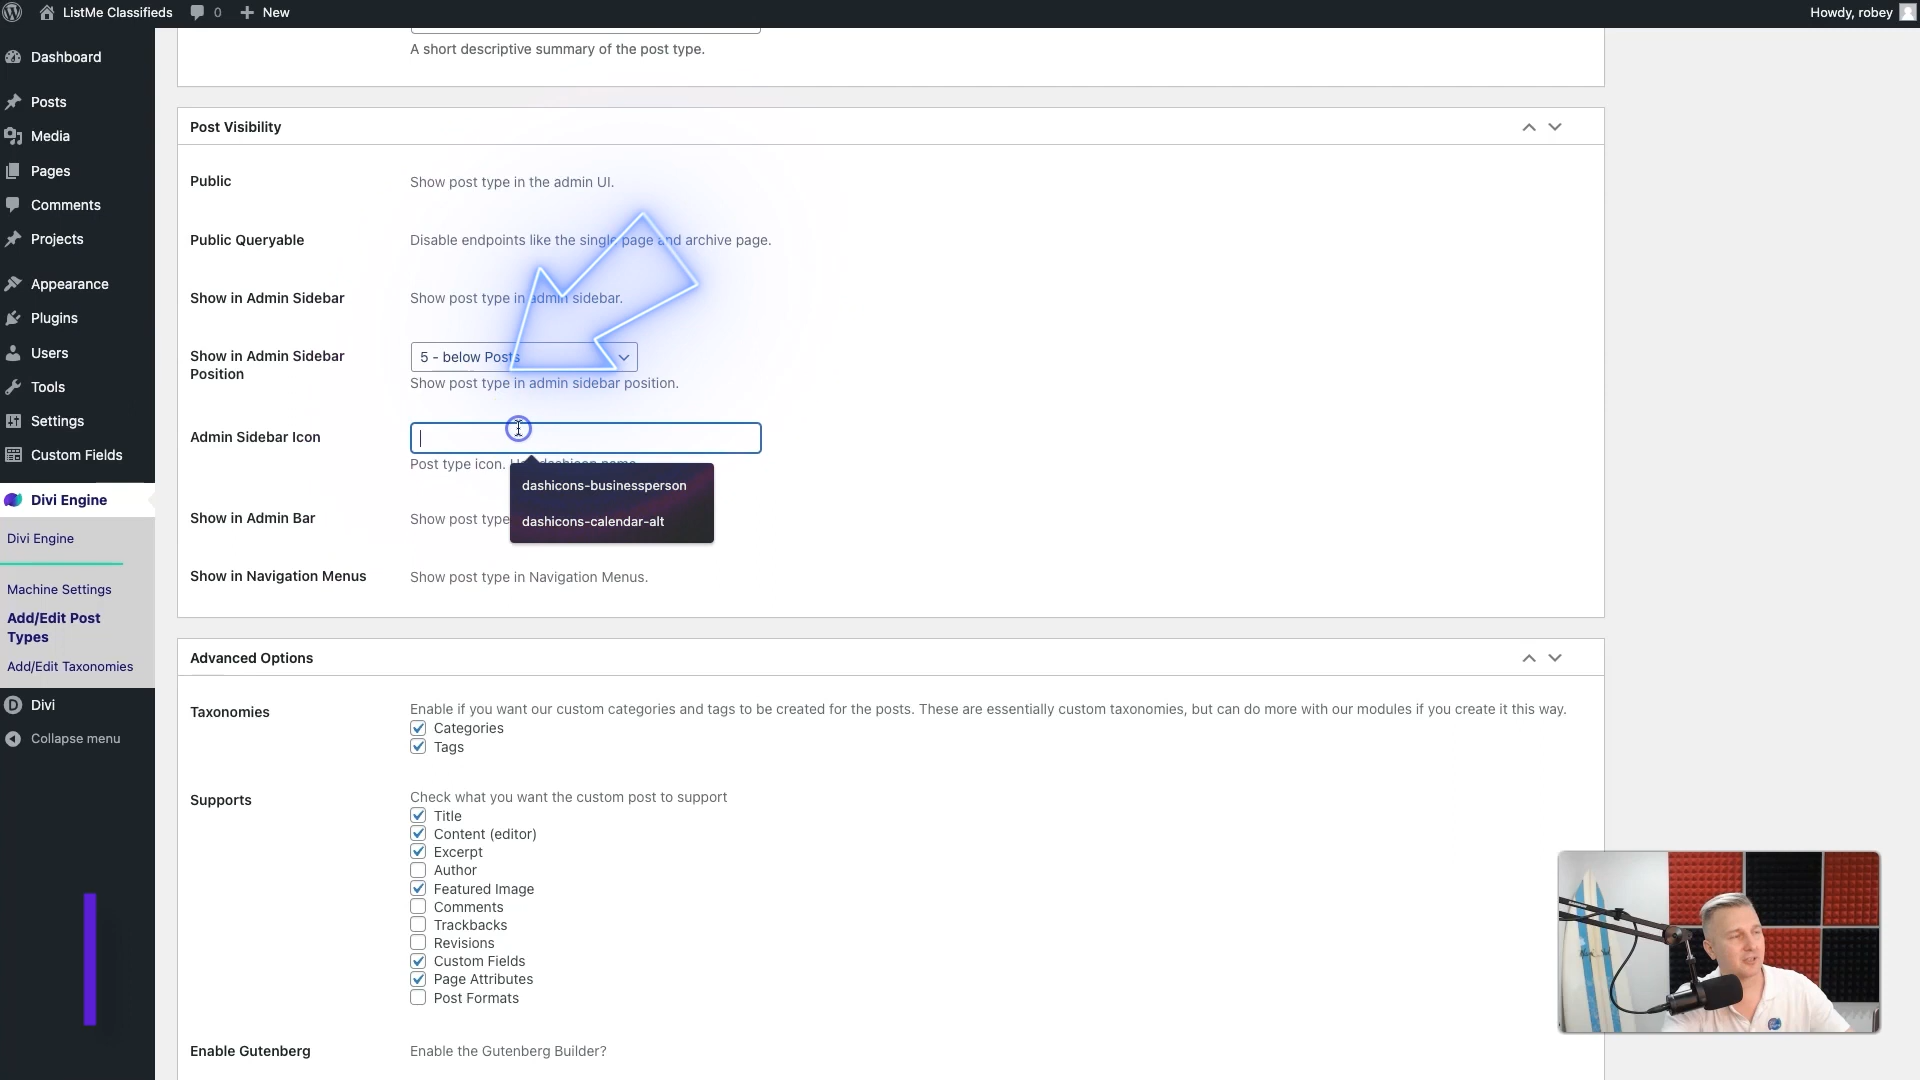 ListMe Classifieds 0 New Howdy, robey
Dashboard
Posts
Media
Pages
Comments
Projects
Appearance
Plugins
Users
Tools
Settings
Custom Fields
Divi Engine
Divi Engine
Machine Settings
Add/Edit Post
Types
Add/Edit Taxonomies
Divi
Collapse menu
A short descriptive summary of the post type.
Post Visibility
Public Show post type in the admin UI.
Public Queryable Disable endpoints like the single page and archive page.
Show in Admin Sidebar Show post type in admin sidebar.
Show in Admin Sidebar
Position
5 - below Posts
Show post type in admin sidebar position.
Admin Sidebar Icon
Post type icon. Use dashicon name.
dashicons-businessperson
dashicons-calendar-alt
Show in Admin Bar Show post type
Show in Navigation Menus Show post type in Navigation Menus.
Advanced Options
Taxonomies Enable if you want our custom categories and tags to be created for the posts. These are essentially custom taxonomies, but can do more with our modules if you create it this way.
Categories
Tags
Supports Check what you want the custom post to support
Title
Content (editor)
Excerpt
Author
Featured Image
Comments
Trackbacks
Revisions
Custom Fields
Page Attributes
Post Formats
Enable Gutenberg Enable the Gutenberg Builder?